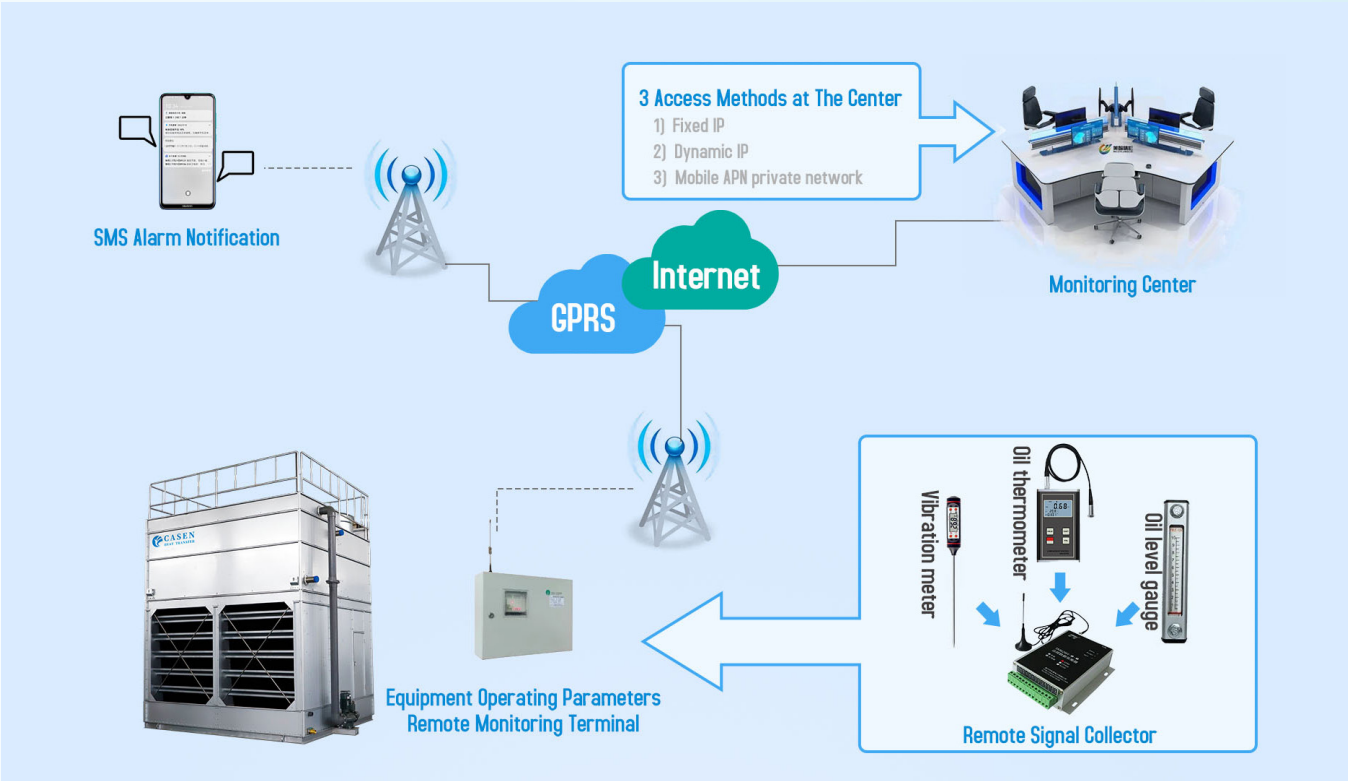 3 Access Methods at The Center
1) Fixed IP
2) Dynamic IP
3) Mobile APN private network
SMS Alarm Notification
Internet
GPRS
Monitoring Center
CASEN
HEAT TRANSFER
Equipment Operating Parameters
Remote Monitoring Terminal
Vibration meter
Oil thermometer
0.68
Oil level gauge
Remote Signal Collector